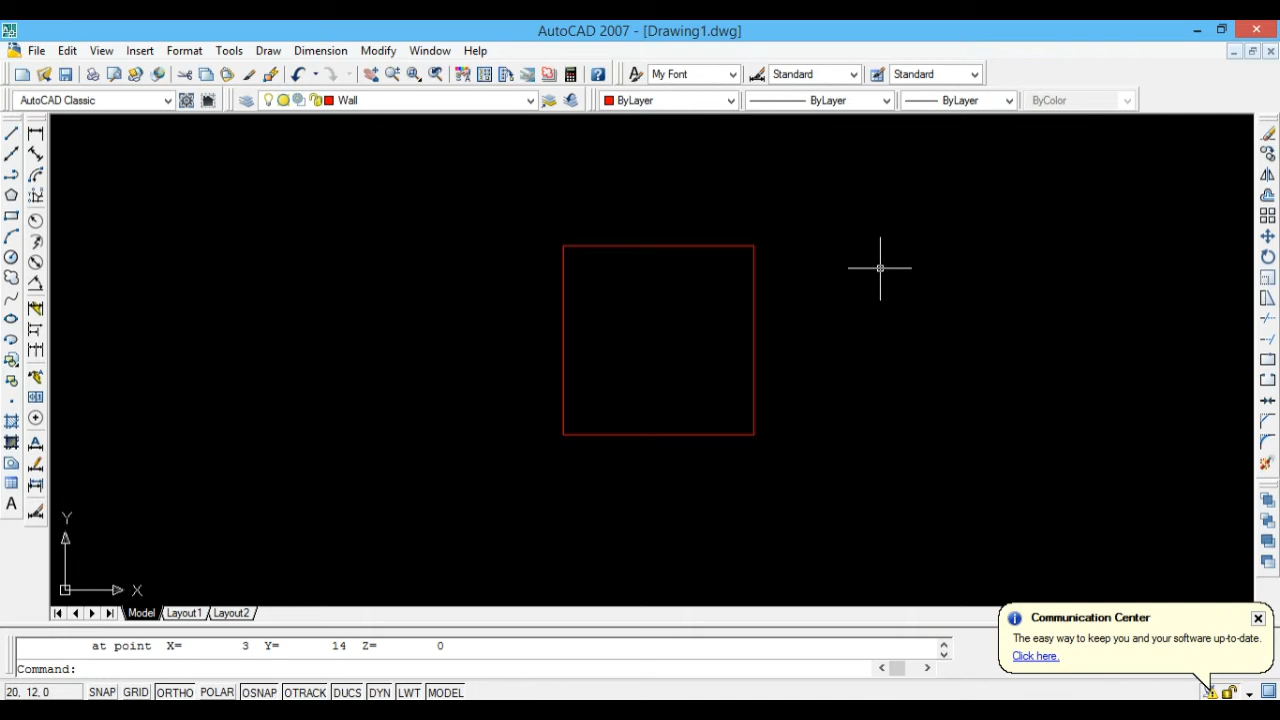 AutoCAD 2007 - [Drawing1.dwg]
File Edit View Insert Format Tools Draw Dimension Modify Window Help
My Font Standard Standard
AutoCAD Classic Wall ByLayer ByLayer ByLayer ByColor
A
Y
X
Model Layout1 Layout2
at point X= 3 Y= 14 Z= 0
Command:
Communication Center
The easy way to keep you and your software up-to-date.
Click here.
20, 12, 0 SNAP GRID ORTHO POLAR OSNAP OTRACK DUCS DYN LWT MODEL